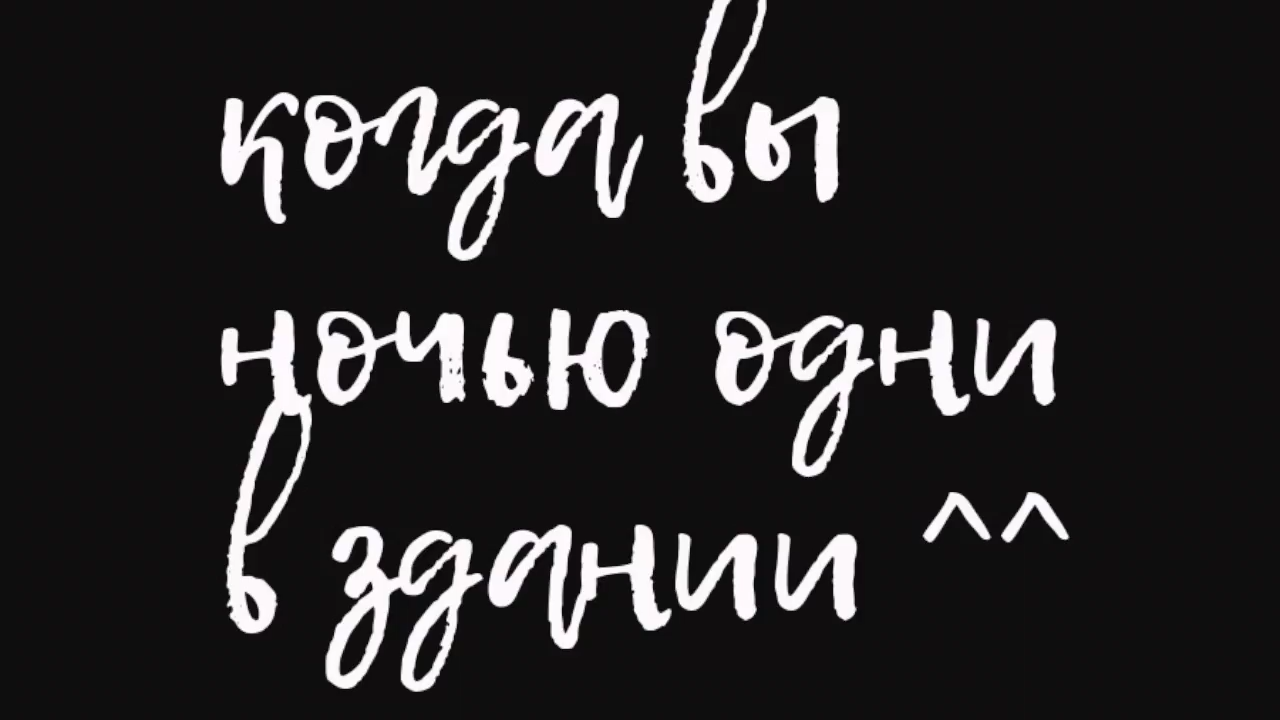 когда вы
ночью одни
в здании ^^